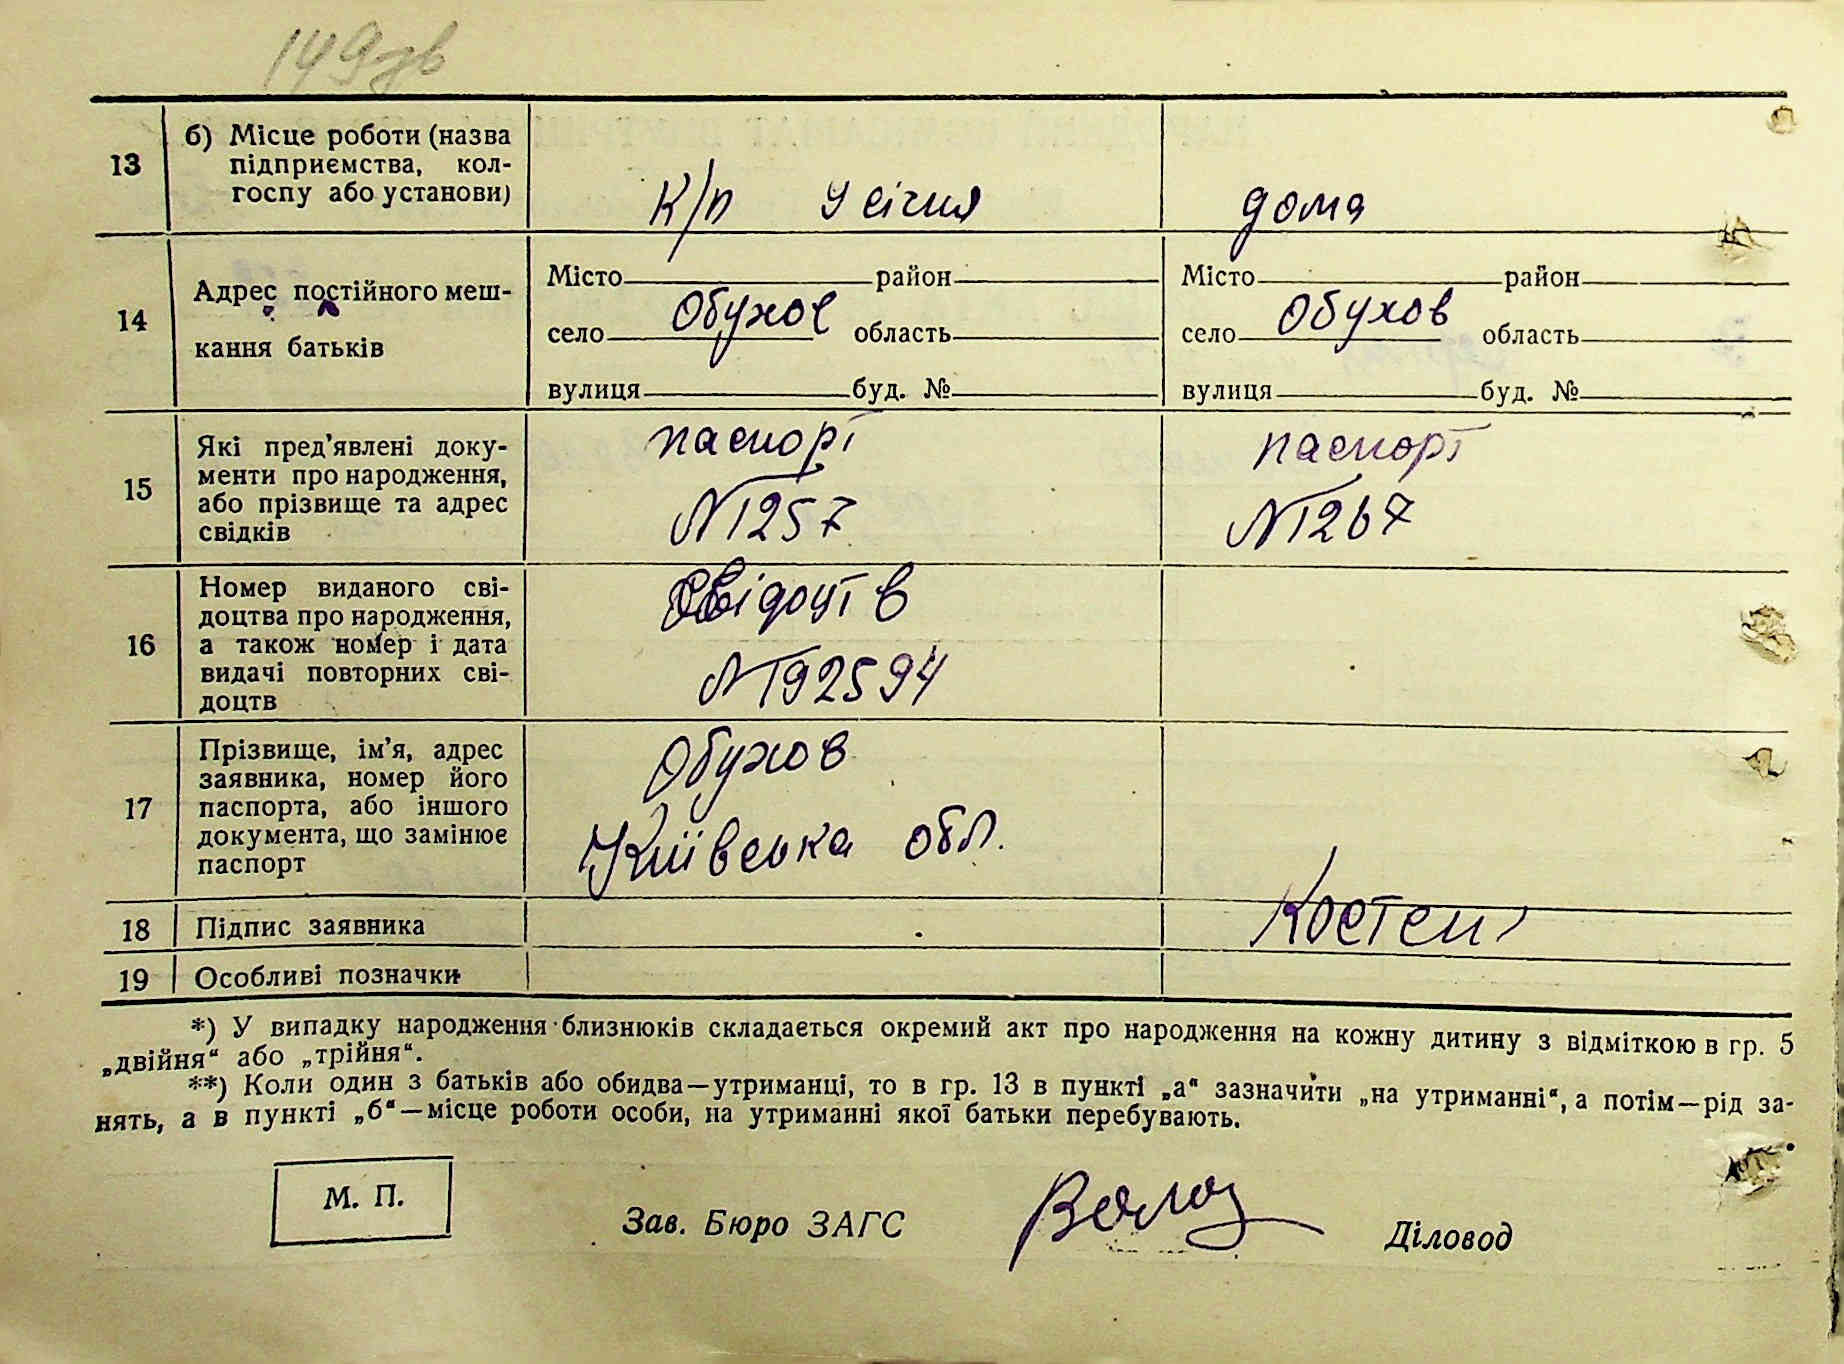 149зв
13
б) Місце роботи (назва
підприємства, кол-
госпу або установи)
к/п 9 січня
дома
14
Адрес постійного меш-
кання батьків
Місто район
село Обухов область
вулиця буд. №
Місто район
село Обухов область
вулиця буд. №
15
Які пред’явлені доку-
менти про народження,
або прізвище та адрес
свідків
паспорт
№1257
паспорт
№1267
16
Номер виданого сві-
доцтва про народження,
а також номер і дата
видачі повторних сві-
доцтв
Свідоцтв
№192594
17
Прізвище, ім’я, адрес
заявника, номер його
паспорта, або іншого
документа, що замінює
паспорт
Обухов
Київська обл.
18
Підпис заявника
19
Особливі позначки
*) У випадку народження близнюків складається окремий акт про народження на кожну дитину з відміткою в гр. 5
„двійня“ або „трійня“.
**) Коли один з батьків або обидва—утриманці, то в гр. 13 в пункті „а“ зазначити „на утриманні“, а потім—рід за-
нять, а в пункті „б“—місце роботи особи, на утриманні якої батьки перебувають.
М. П.
Зав. Бюро ЗАГС
Діловод